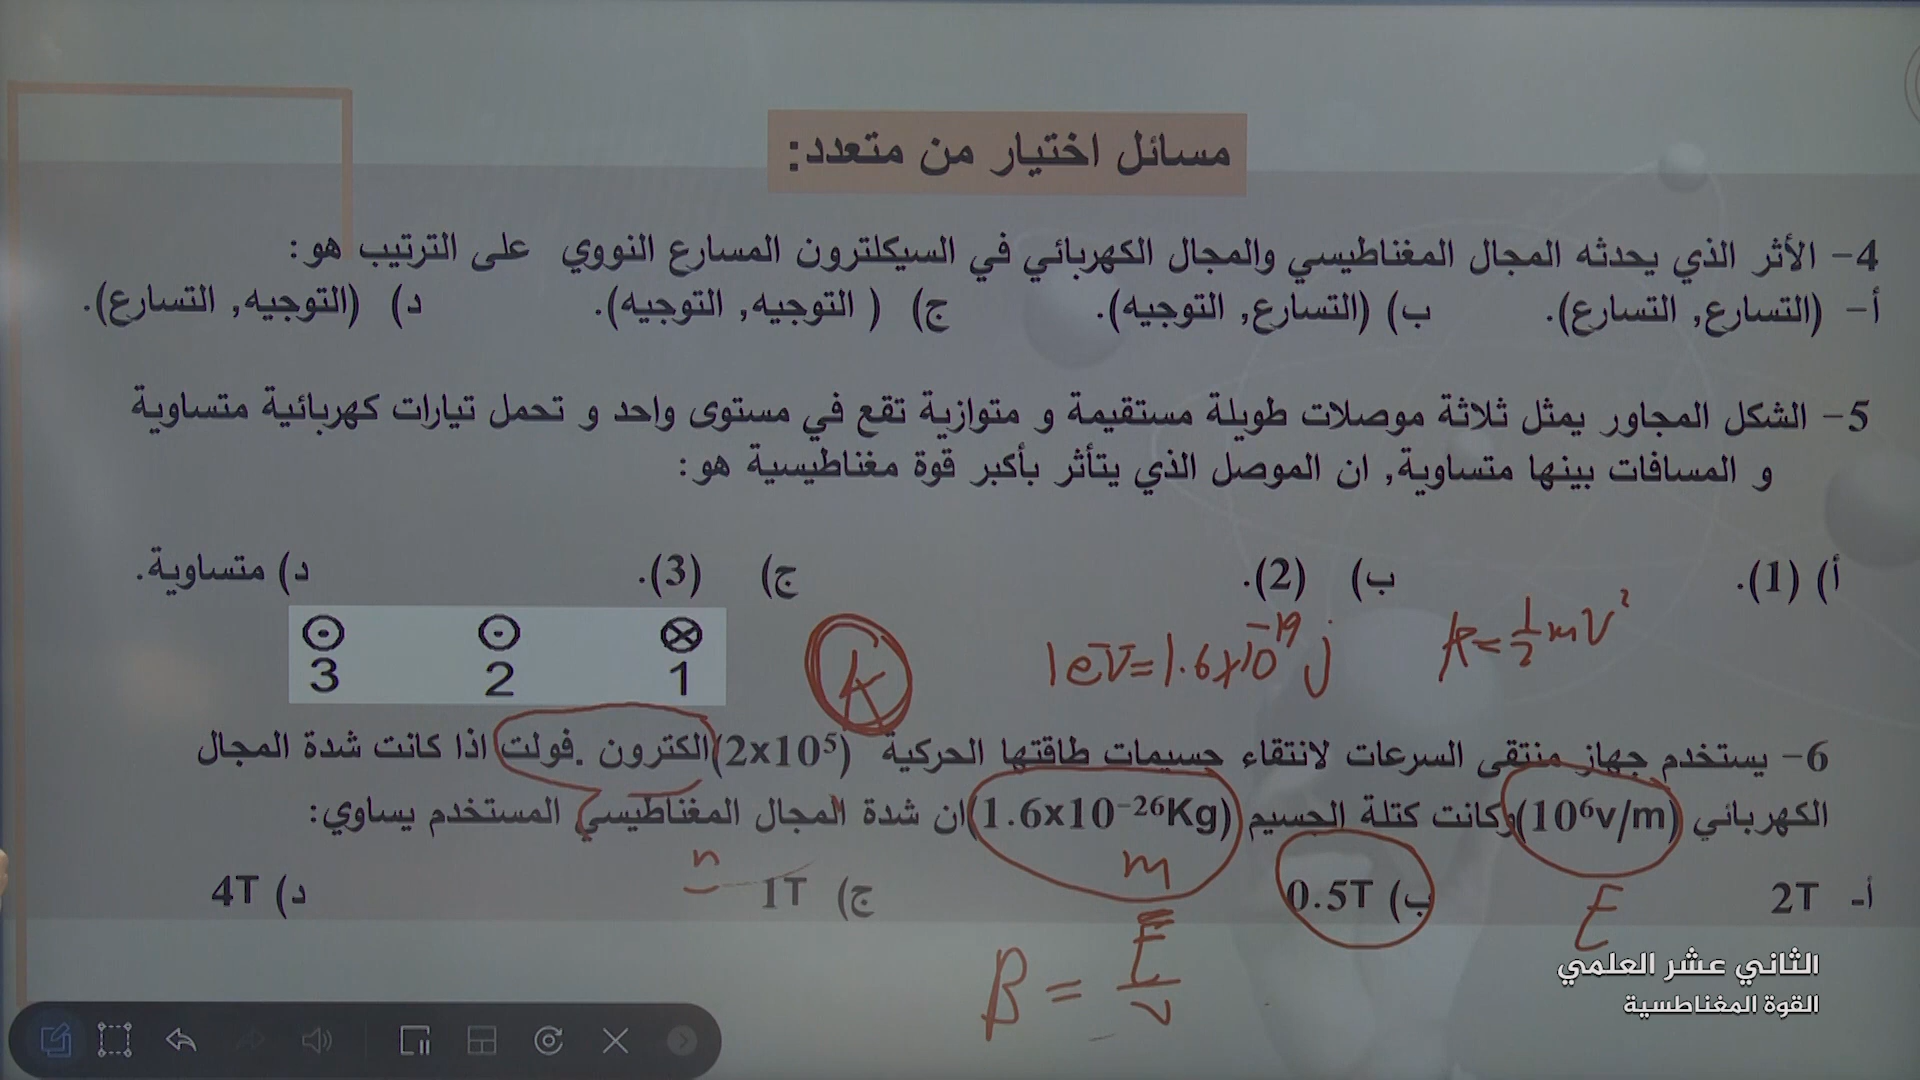 مسائل اختيار من متعدد:
4- الأثر الذي يحدثه المجال المغناطيسي والمجال الكهربائي في السيكلترون المسارع النووي على الترتيب هو:
أ- (التسارع, التسارع). ب) (التسارع, التوجيه). ج) ( التوجيه, التوجيه). د) (التوجيه, التسارع).
5- الشكل المجاور يمثل ثلاثة موصلات طويلة مستقيمة و متوازية تقع في مستوى واحد و تحمل تيارات كهربائية متساوية
و المسافات بينها متساوية, ان الموصل الذي يتأثر بأكبر قوة مغناطيسية هو:
أ) (1). ب) (2). ج) (3). د) متساوية.
3 2 1
K
1eV=1.6x10^-19 j
K=1/2 mV²
6- يستخدم جهاز منتقي السرعات لانتقاء جسيمات طاقتها الحركية (2x10⁵)الكترون .فولت اذا كانت شدة المجال
الكهربائي (10⁶v/m)وكانت كتلة الجسيم (1.6x10⁻²⁶Kg)ان شدة المجال المغناطيسي المستخدم يساوي:
m
أ- 2T ب) 0.5T ج) 1T د) 4T
E
B = E/v
الثاني عشر العلمي
القوة المغناطسية